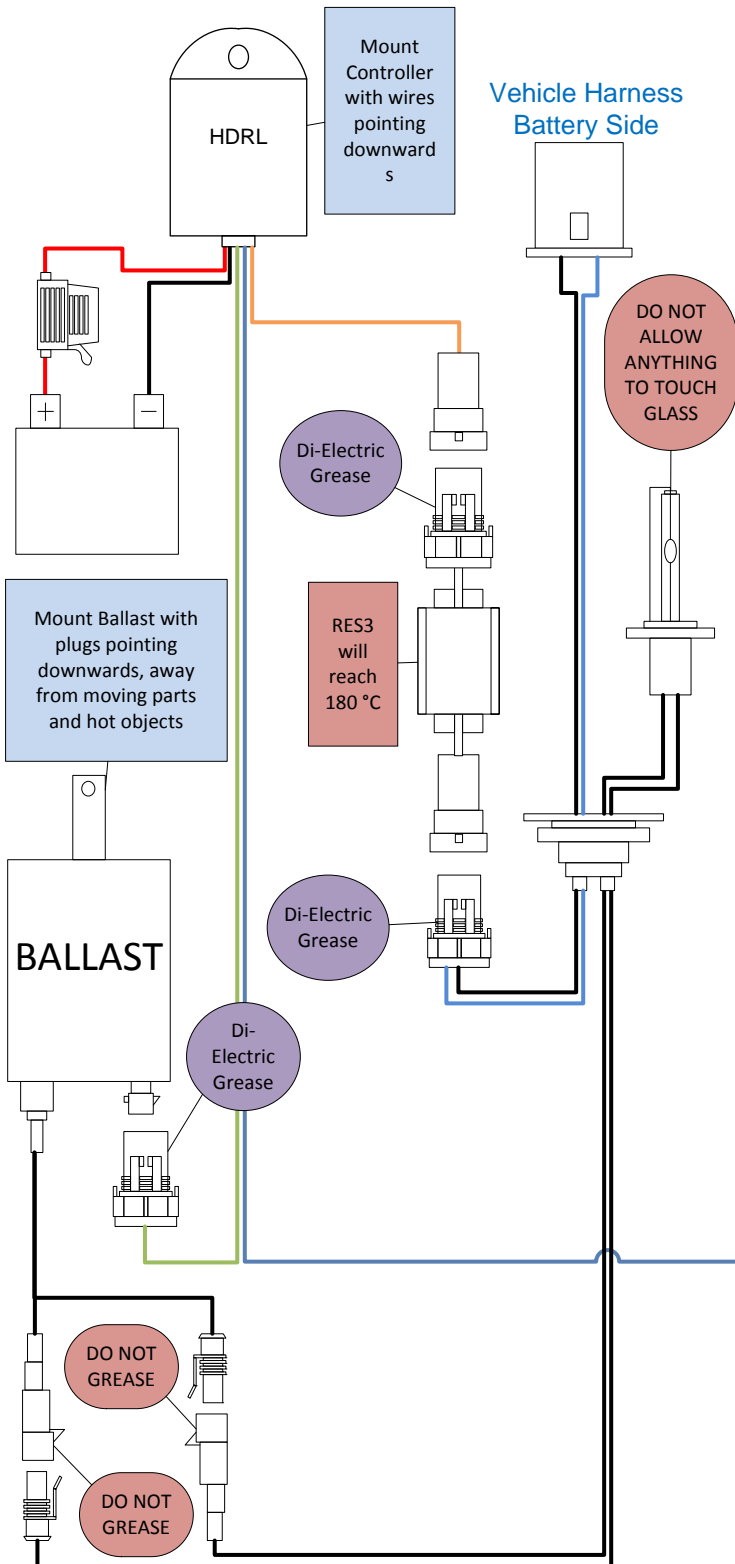 HDRL
Mount
Controller
with wires
pointing
downward
s
Vehicle Harness
Battery Side
DO NOT
ALLOW
ANYTHING
TO TOUCH
GLASS
+
−
Di-Electric
Grease
Mount Ballast with
plugs pointing
downwards, away
from moving parts
and hot objects
RES3
will
reach
180 °C
BALLAST
Di-Electric
Grease
Di-
Electric
Grease
DO NOT
GREASE
DO NOT
GREASE